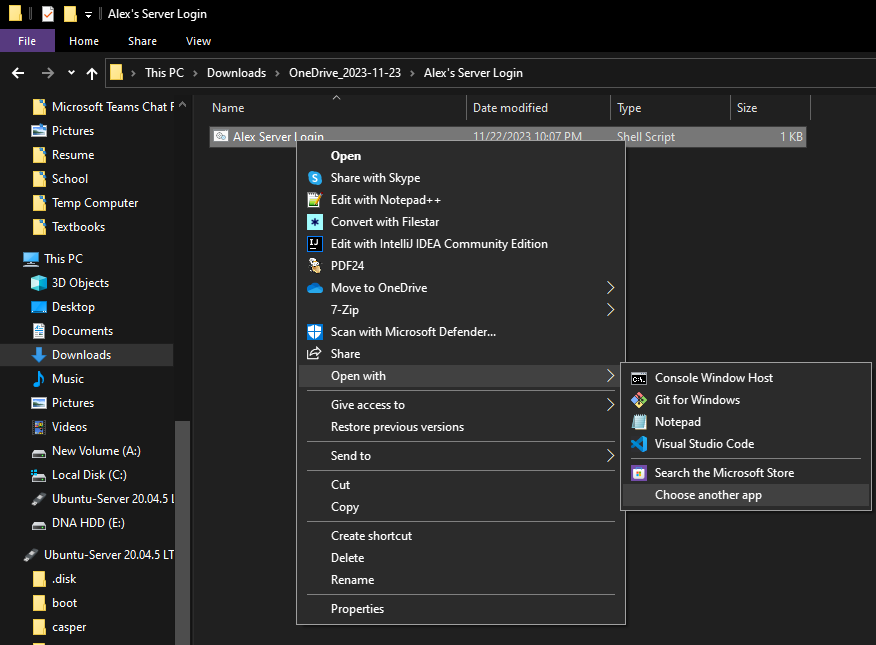 Alex's Server Login
File Home Share View
This PC > Downloads > OneDrive_2023-11-23 > Alex's Server Login
Microsoft Teams Chat F
Pictures
Resume
School
Temp Computer
Textbooks
This PC
3D Objects
Desktop
Documents
Downloads
Music
Pictures
Videos
New Volume (A:)
Local Disk (C:)
Ubuntu-Server 20.04.5 L
DNA HDD (E:)
Ubuntu-Server 20.04.5 LT
.disk
boot
casper
Name Date modified Type Size
Alex Server Login 11/22/2023 10:07 PM Shell Script 1 KB
Open
Share with Skype
Edit with Notepad++
Convert with Filestar
Edit with IntelliJ IDEA Community Edition
PDF24
Move to OneDrive
7-Zip
Scan with Microsoft Defender...
Share
Open with
Give access to
Restore previous versions
Send to
Cut
Copy
Create shortcut
Delete
Rename
Properties
Console Window Host
Git for Windows
Notepad
Visual Studio Code
Search the Microsoft Store
Choose another app